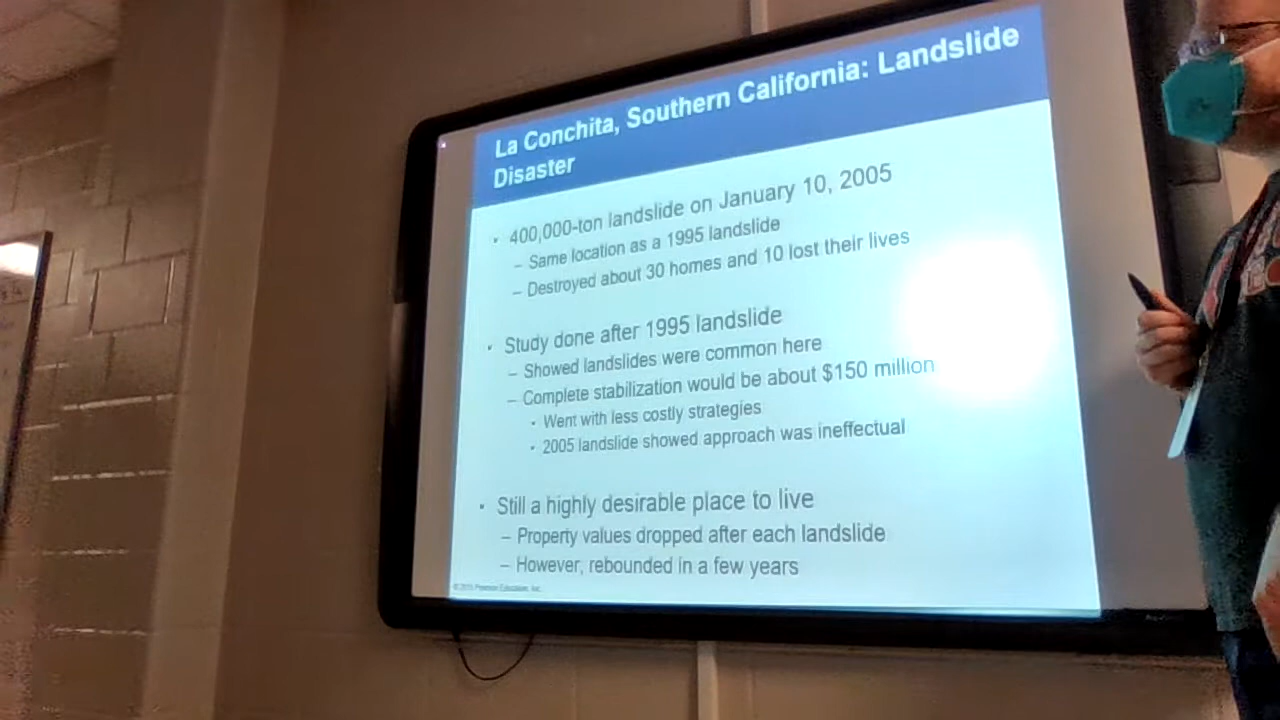 La Conchita, Southern California: Landslide
Disaster
• 400,000-ton landslide on January 10, 2005
– Same location as a 1995 landslide
– Destroyed about 30 homes and 10 lost their lives
• Study done after 1995 landslide
– Showed landslides were common here
– Complete stabilization would be about $150 million
• Went with less costly strategies
• 2005 landslide showed approach was ineffectual
• Still a highly desirable place to live
– Property values dropped after each landslide
– However, rebounded in a few years
Pearson Education, Inc.